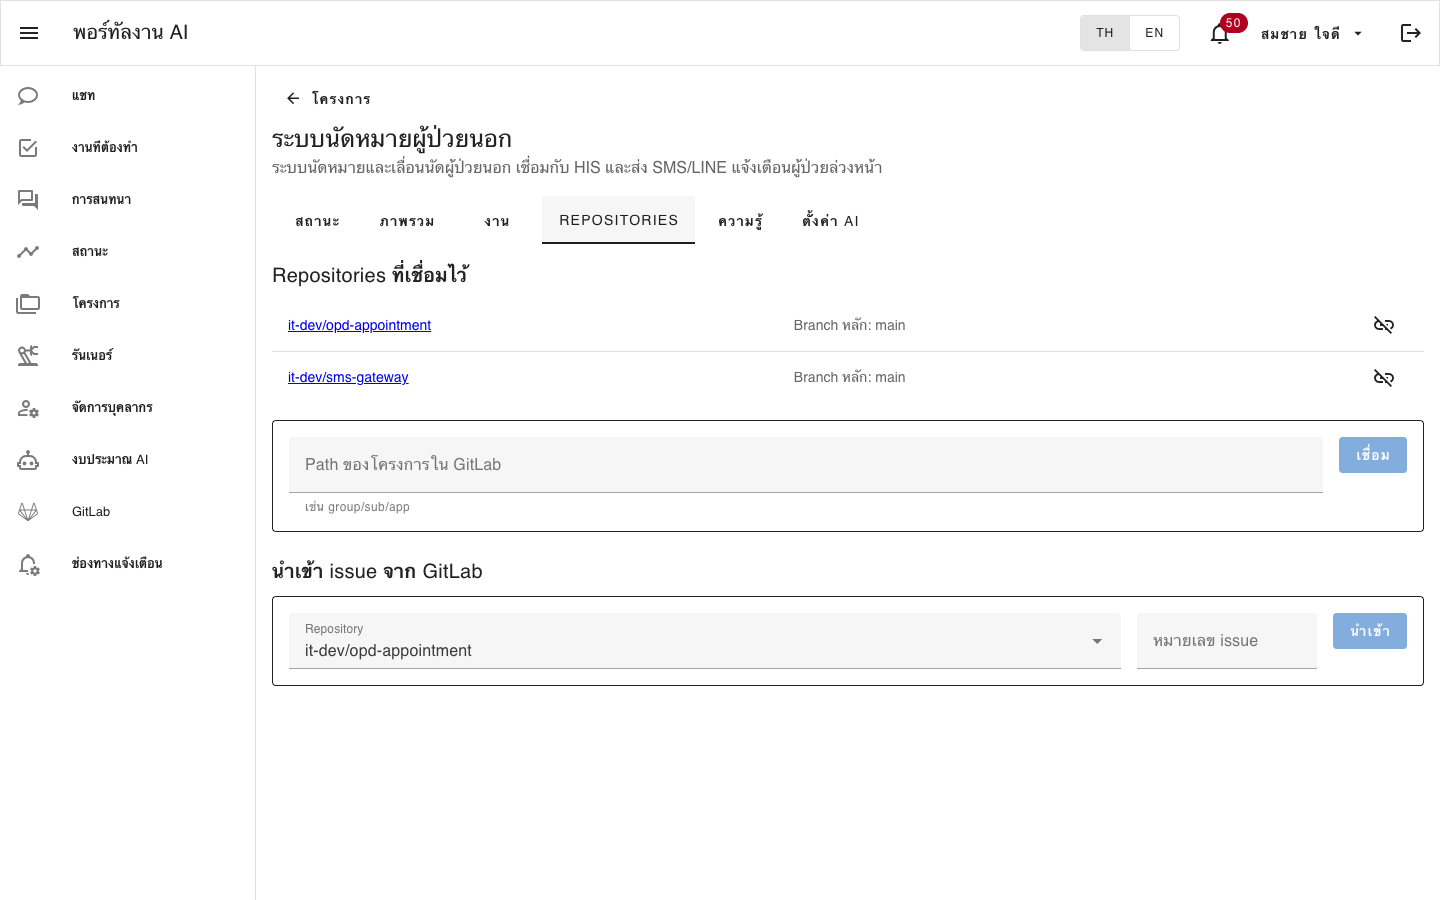 พอร์ทัลงาน AI
TH EN
50
สมชาย ใจดี
แชท
งานที่ต้องทำ
การสนทนา
สถานะ
โครงการ
รันเนอร์
จัดการบุคลากร
งบประมาณ AI
GitLab
ช่องทางแจ้งเตือน
โครงการ
ระบบนัดหมายผู้ป่วยนอก
ระบบนัดหมายและเลื่อนนัดผู้ป่วยนอก เชื่อมกับ HIS และส่ง SMS/LINE แจ้งเตือนผู้ป่วยล่วงหน้า
สถานะ ภาพรวม งาน REPOSITORIES ความรู้ ตั้งค่า AI
Repositories ที่เชื่อมไว้
it-dev/opd-appointment Branch หลัก: main
it-dev/sms-gateway Branch หลัก: main
Path ของโครงการใน GitLab
เชื่อม
เช่น group/sub/app
นำเข้า issue จาก GitLab
Repository
it-dev/opd-appointment
หมายเลข issue
นำเข้า